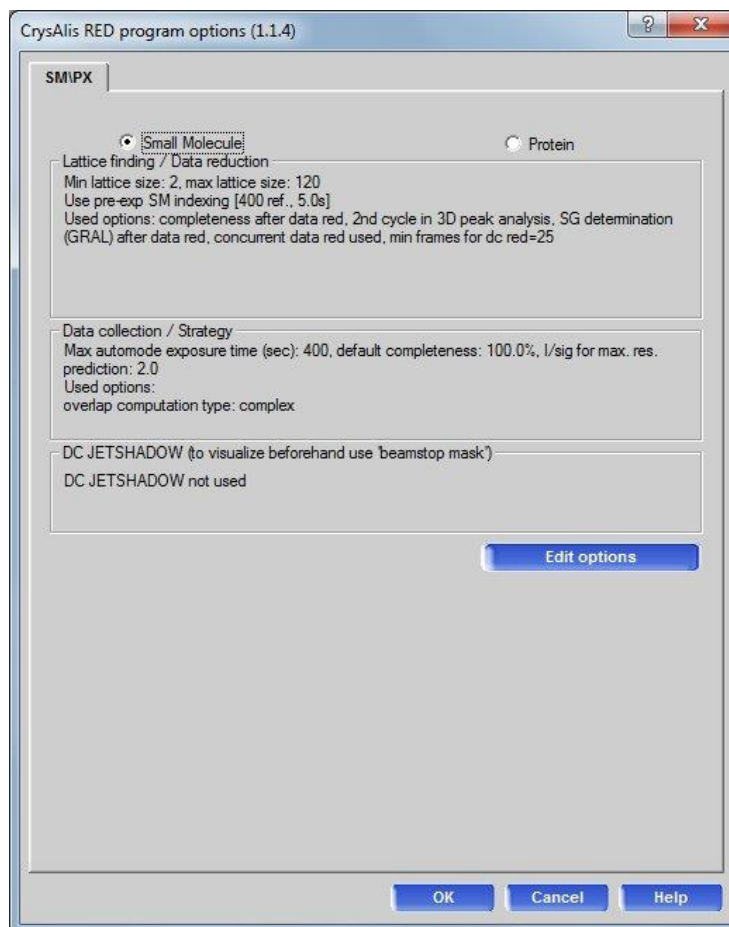 CrysAlis RED program options (1.1.4)
SM\PX
Small Molecule
Protein
Lattice finding / Data reduction
Min lattice size: 2, max lattice size: 120
Use pre-exp SM indexing [400 ref., 5.0s]
Used options: completeness after data red, 2nd cycle in 3D peak analysis, SG determination
(GRAL) after data red, concurrent data red used, min frames for dc red=25
Data collection / Strategy
Max automode exposure time (sec): 400, default completeness: 100.0%, I/sig for max. res.
prediction: 2.0
Used options:
overlap computation type: complex
DC JETSHADOW (to visualize beforehand use 'beamstop mask')
DC JETSHADOW not used
Edit options
OK
Cancel
Help